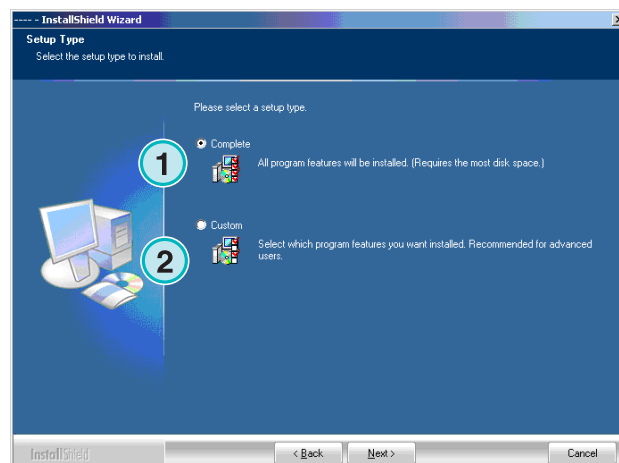 ---- - InstallShield Wizard
Setup Type
Select the setup type to install.
Please select a setup type.
Complete
1
All program features will be installed. (Requires the most disk space.)
Custom
2
Select which program features you want installed. Recommended for advanced
users.
InstallShield
< Back
Next >
Cancel